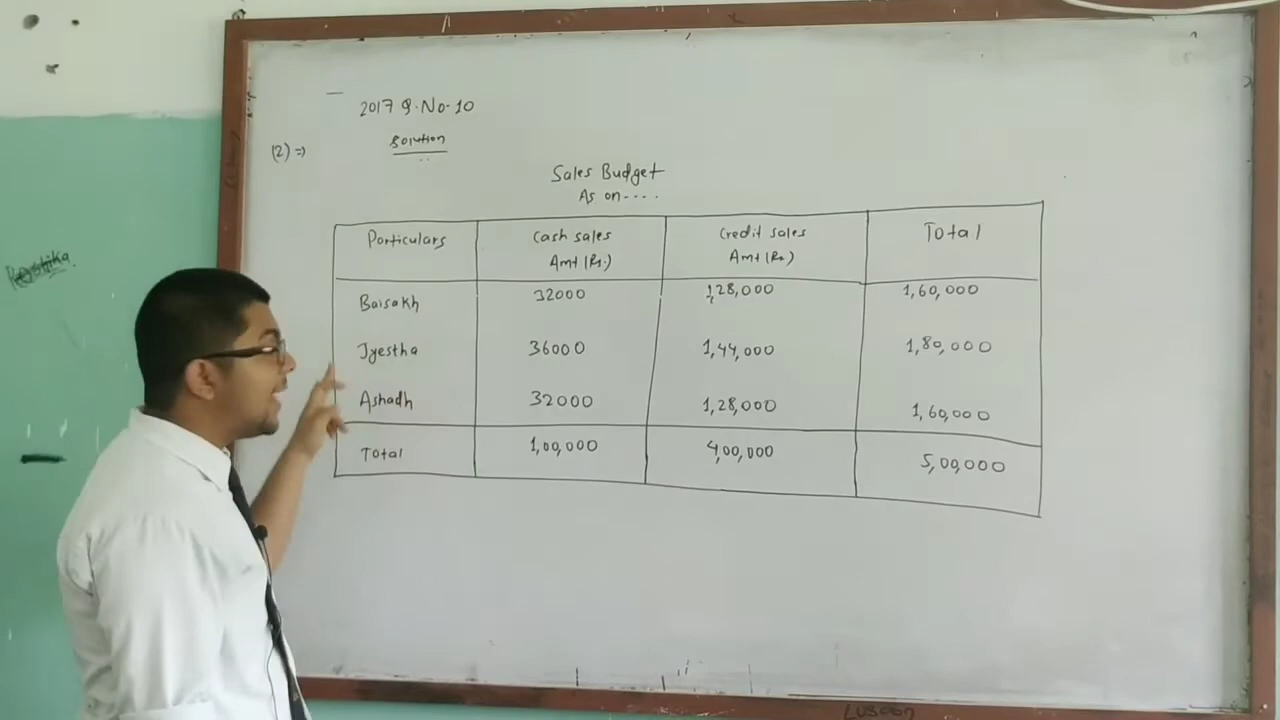 2017 Q.No.10
Solution
(2) =>
Sales Budget
As on....
Particulars Cash sales Amt (Rs.) Credit sales Amt (Rs.) Total
Baisakh 32000 1,28,000 1,60,000
Jyestha 36000 1,44,000 1,80,000
Ashadh 32000 1,28,000 1,60,000
Total 1,00,000 4,00,000 5,00,000